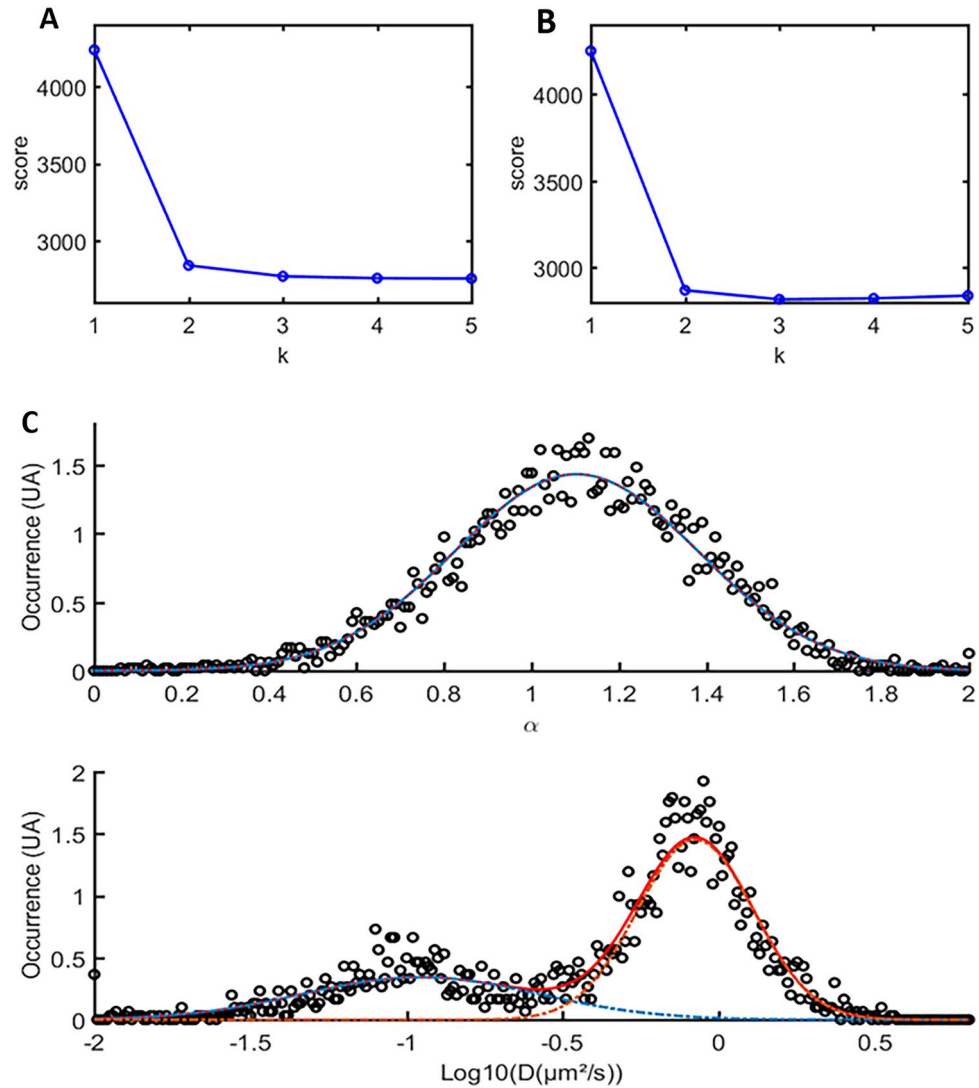 A
B
4000
3500
3000
score
1 2 3 4 5
k
4000
3500
3000
score
1 2 3 4 5
k
C
1.5
1
0.5
0
Occurrence (UA)
0 0.2 0.4 0.6 0.8 1 1.2 1.4 1.6 1.8 2
α
2
1.5
1
0.5
0
Occurrence (UA)
-2 -1.5 -1 -0.5 0 0.5
Log10(D(µm²/s))